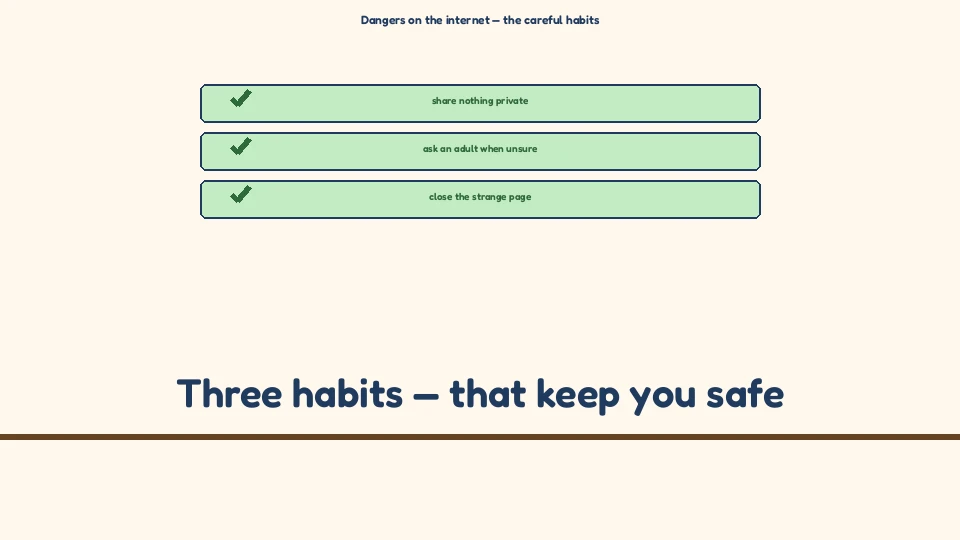 Dangers on the internet — the careful habits
share nothing private
ask an adult when unsure
close the strange page
Three habits — that keep you safe